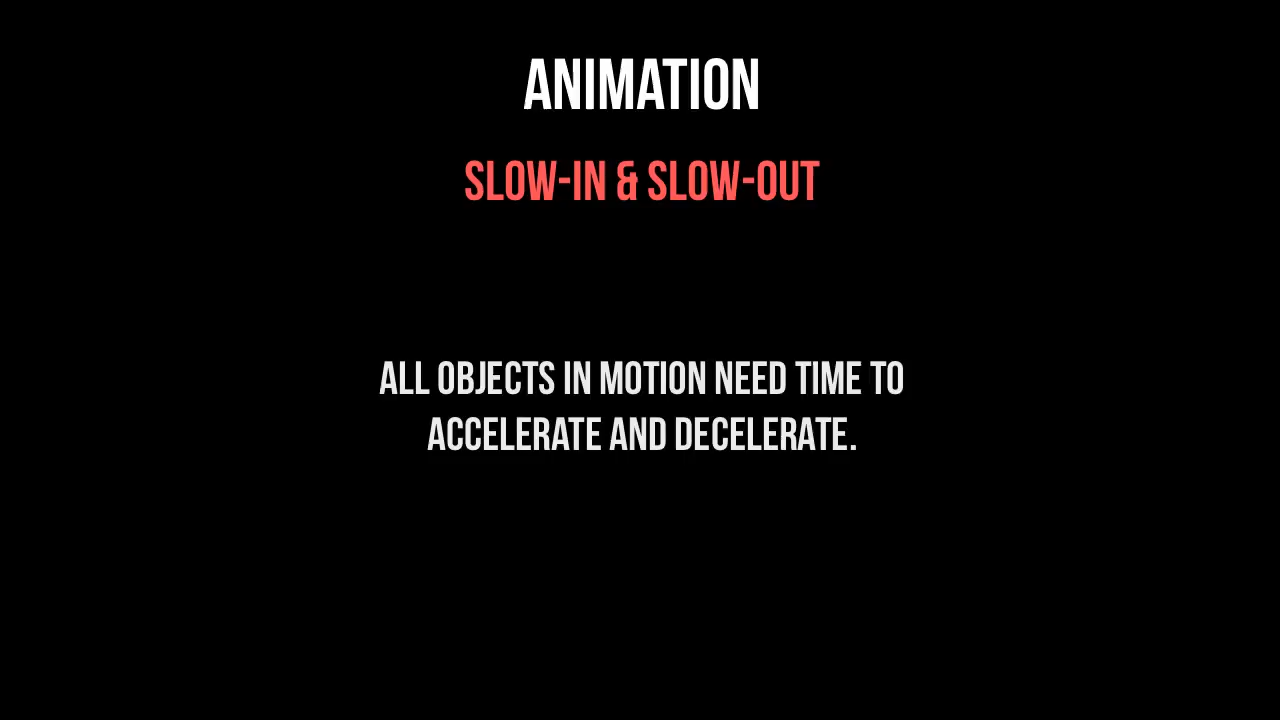 ANIMATION
SLOW-IN & SLOW-OUT
ALL OBJECTS IN MOTION NEED TIME TO
ACCELERATE AND DECELERATE.